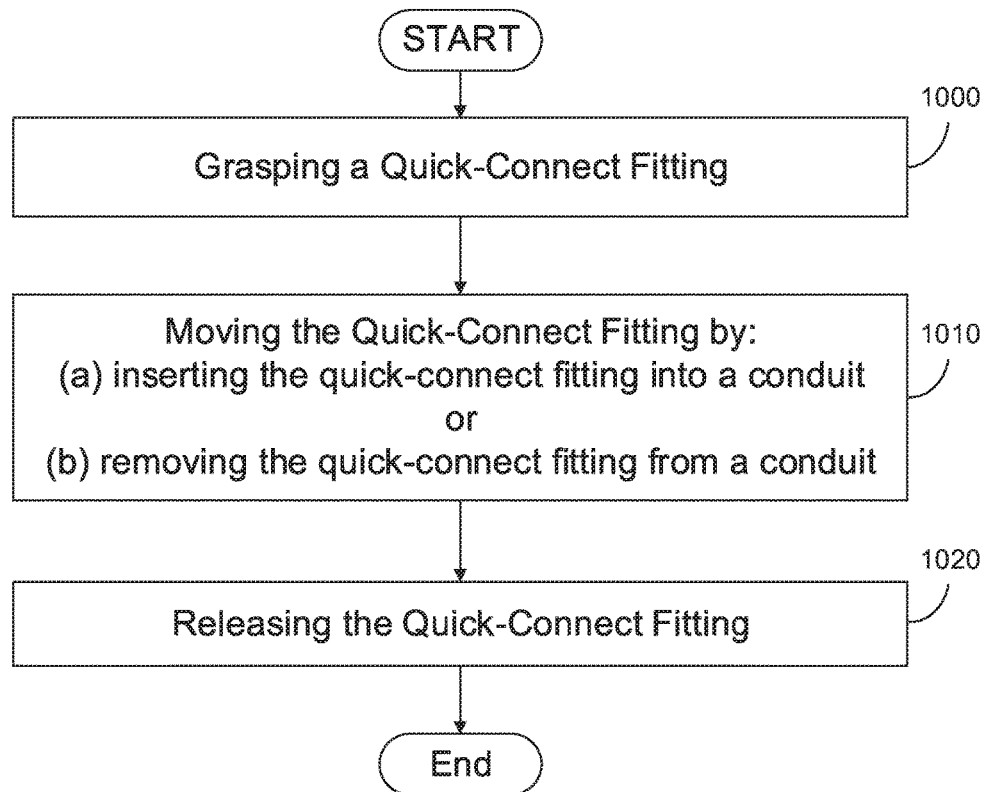 START
1000
Grasping a Quick-Connect Fitting
1010
Moving the Quick-Connect Fitting by:
(a) inserting the quick-connect fitting into a conduit
or
(b) removing the quick-connect fitting from a conduit
1020
Releasing the Quick-Connect Fitting
End